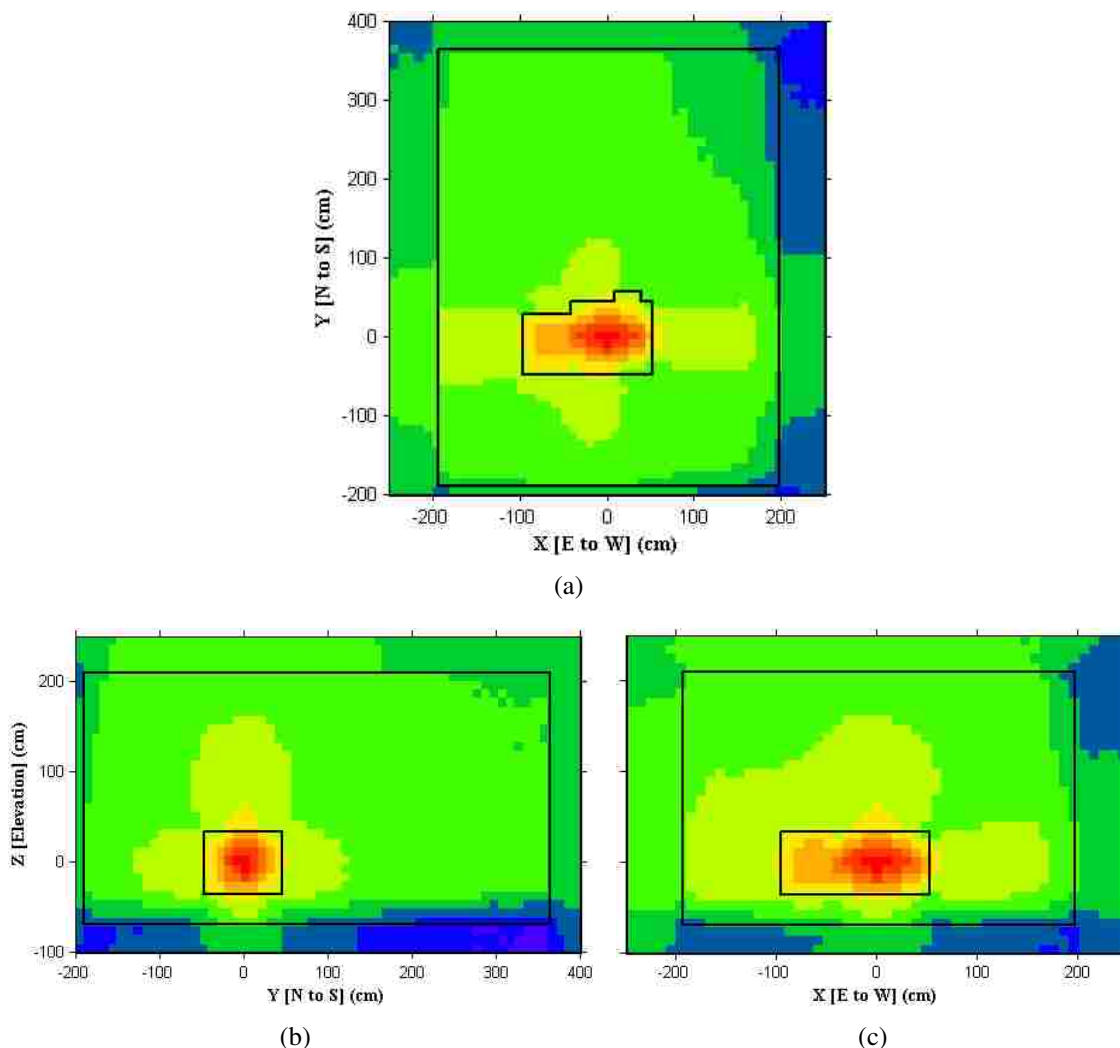 400
300
200
100
0
-100
-200
Y [N to S] (cm)
-200 -100 0 100 200
X [E to W] (cm)
(a)
200
100
0
-100
Z [Elevation] (cm)
-200 -100 0 100 200 300 400
Y [N to S] (cm)
(b)
-200 -100 0 100 200
X [E to W] (cm)
(c)